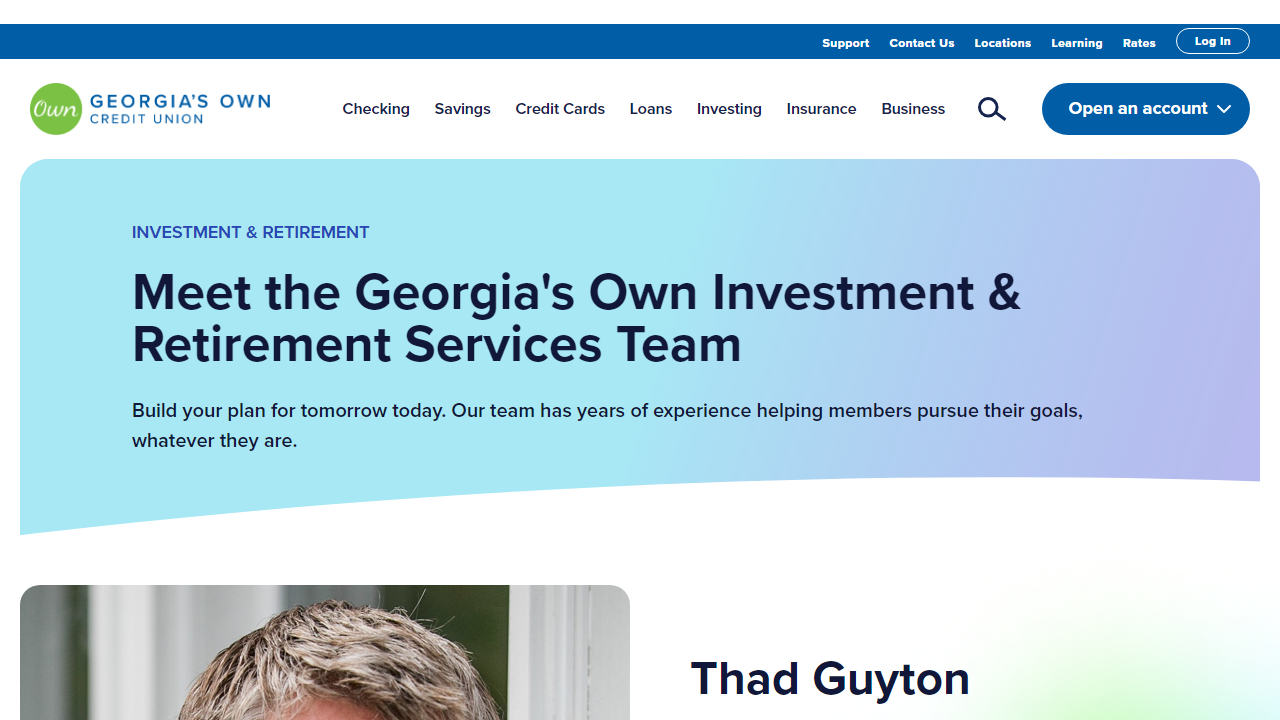 Support Contact Us Locations Learning Rates Log In
Own GEORGIA'S OWN
CREDIT UNION
Checking Savings Credit Cards Loans Investing Insurance Business Open an account
INVESTMENT & RETIREMENT
Meet the Georgia's Own Investment &
Retirement Services Team
Build your plan for tomorrow today. Our team has years of experience helping members pursue their goals,
whatever they are.
Thad Guyton